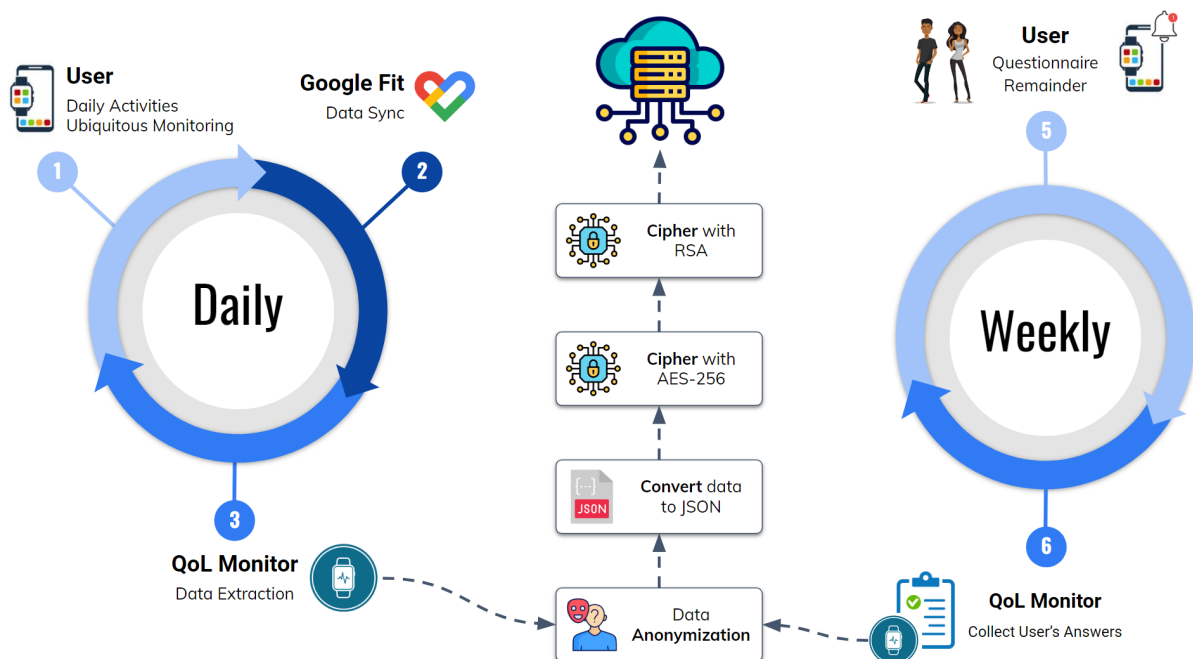 User
Daily Activities
Ubiquitous Monitoring
1
Google Fit
Data Sync
2
Daily
3
QoL Monitor
Data Extraction
Cipher with
RSA
Cipher with
AES-256
{...}
JSON
Convert data
to JSON
?
Data
Anonymization
1
User
Questionnaire
Remainder
5
Weekly
6
QoL Monitor
Collect User's Answers